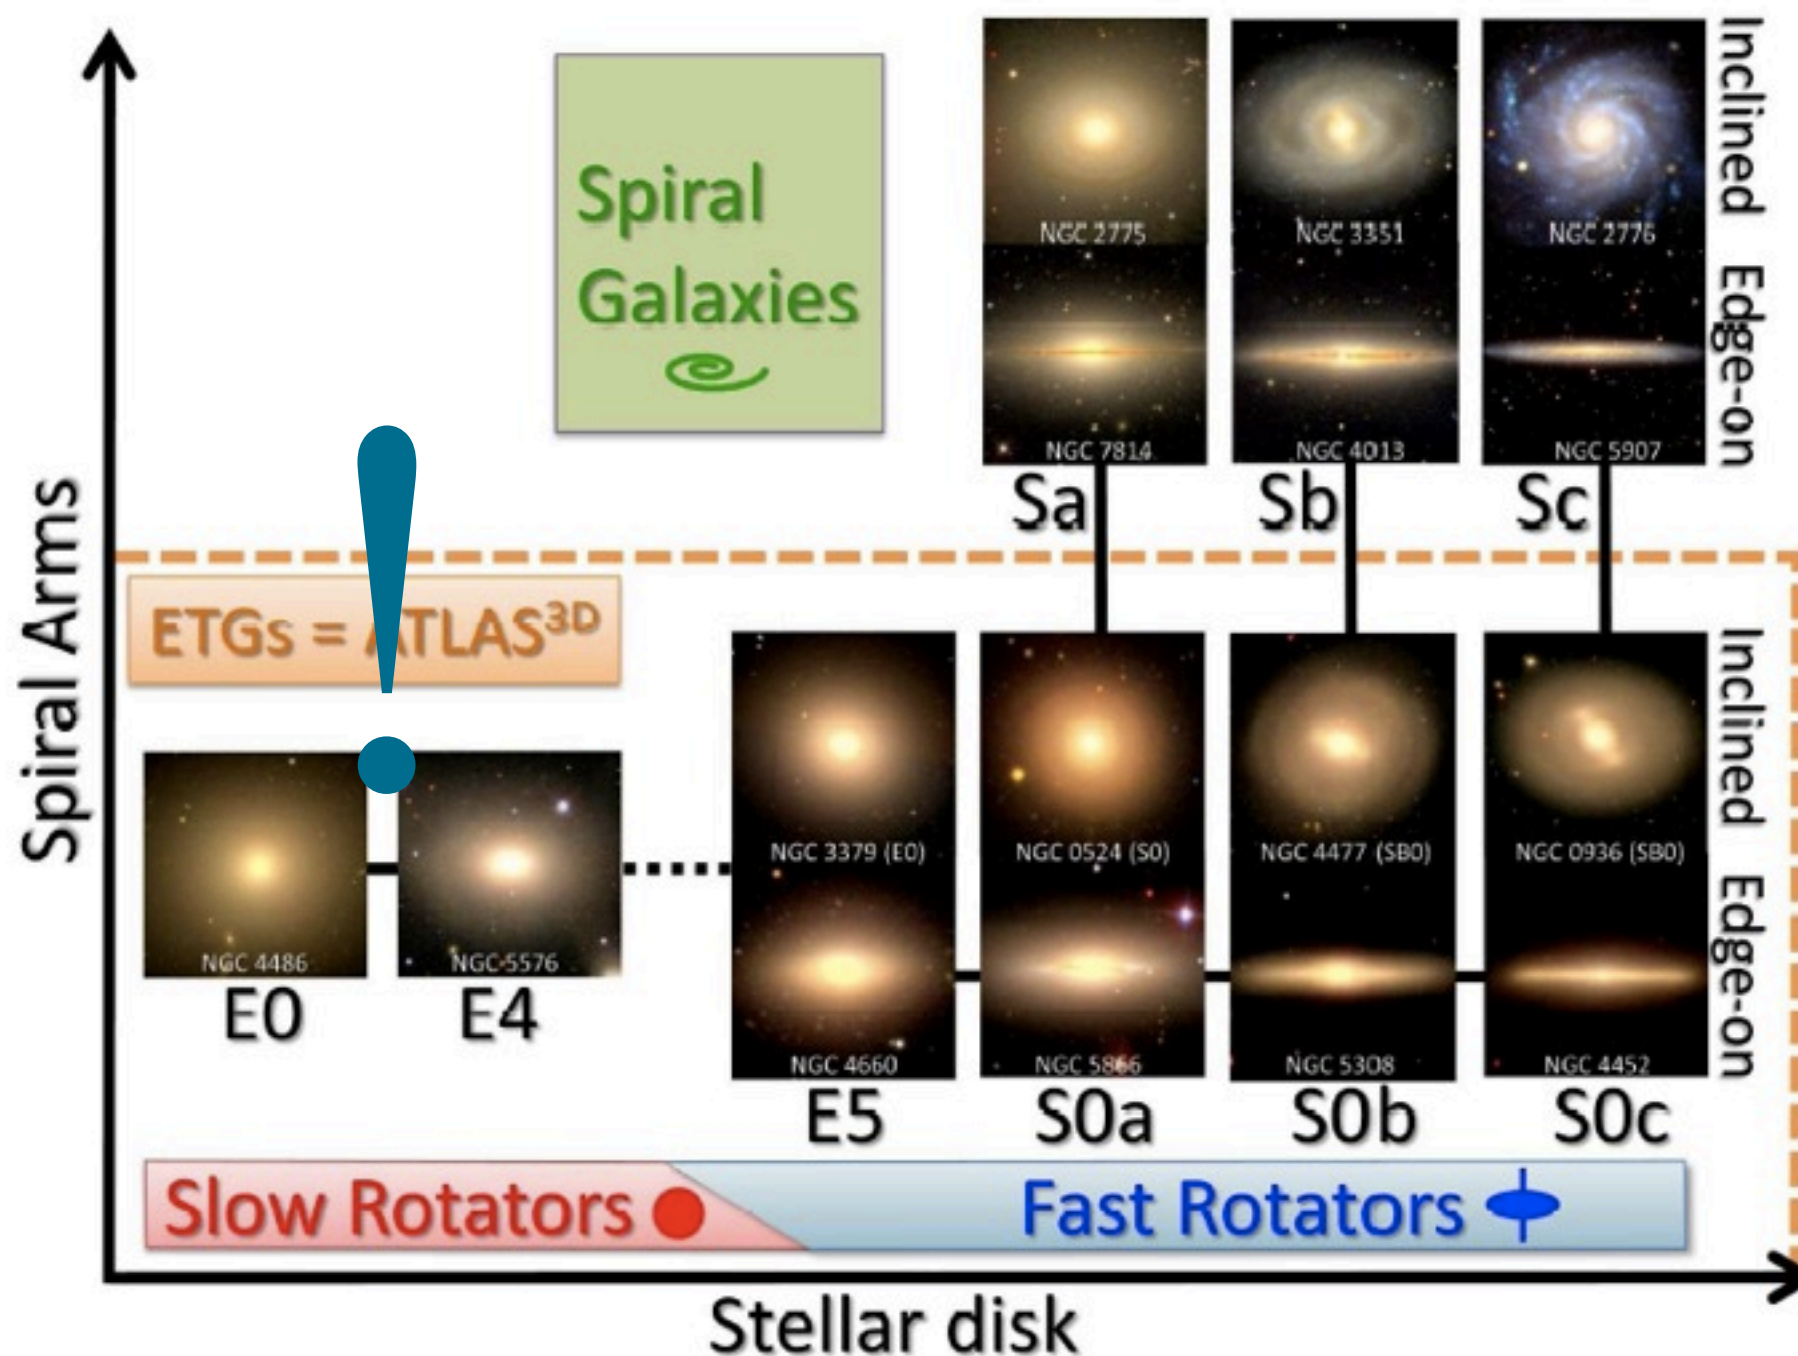 Spiral
Galaxies
NGC 2775
NGC 3351
NGC 2776
Inclined
NGC 7814
NGC 4013
NGC 5907
Edge-on
Sa
Sb
Sc
Spiral Arms
ETGs = ATLAS3D
!
NGC 4486
NGC 5576
E0
E4
NGC 3379 (E0)
NGC 0524 (S0)
NGC 4477 (SB0)
NGC 0936 (SB0)
Inclined
NGC 4660
NGC 5866
NGC 5308
NGC 4452
Edge-on
E5
S0a
S0b
S0c
Slow Rotators
Fast Rotators
Stellar disk